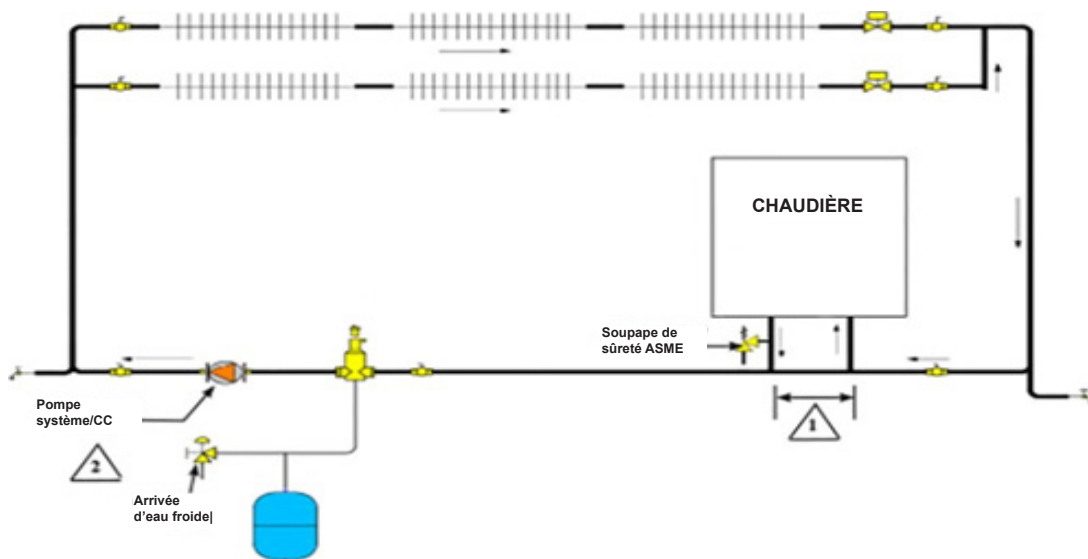 CHAUDIÈRE
Soupape de
sûreté ASME
Pompe
système/CC
1
2
Arrivée
d’eau froide|